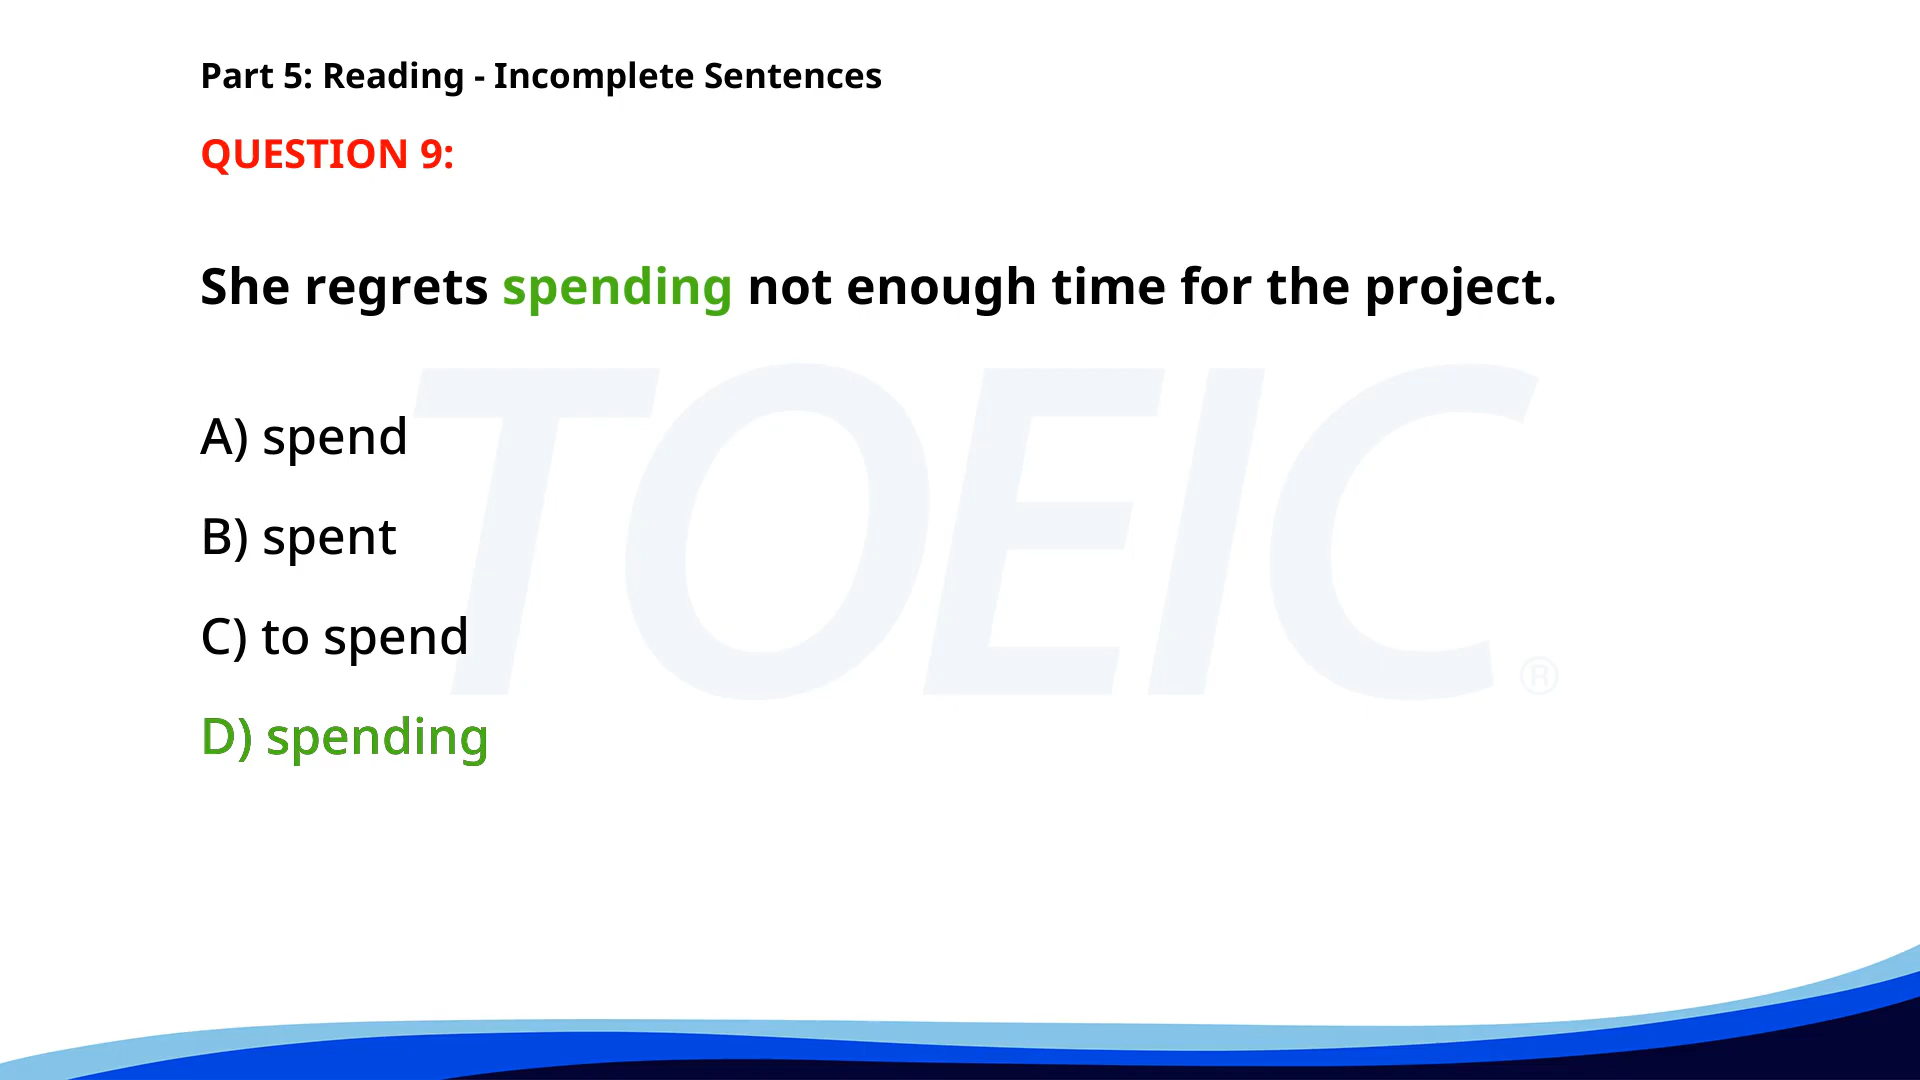 Part 5: Reading - Incomplete Sentences
QUESTION 9:
She regrets spending not enough time for the project.
TOEIC ®
A) spend
B) spent
C) to spend
D) spending